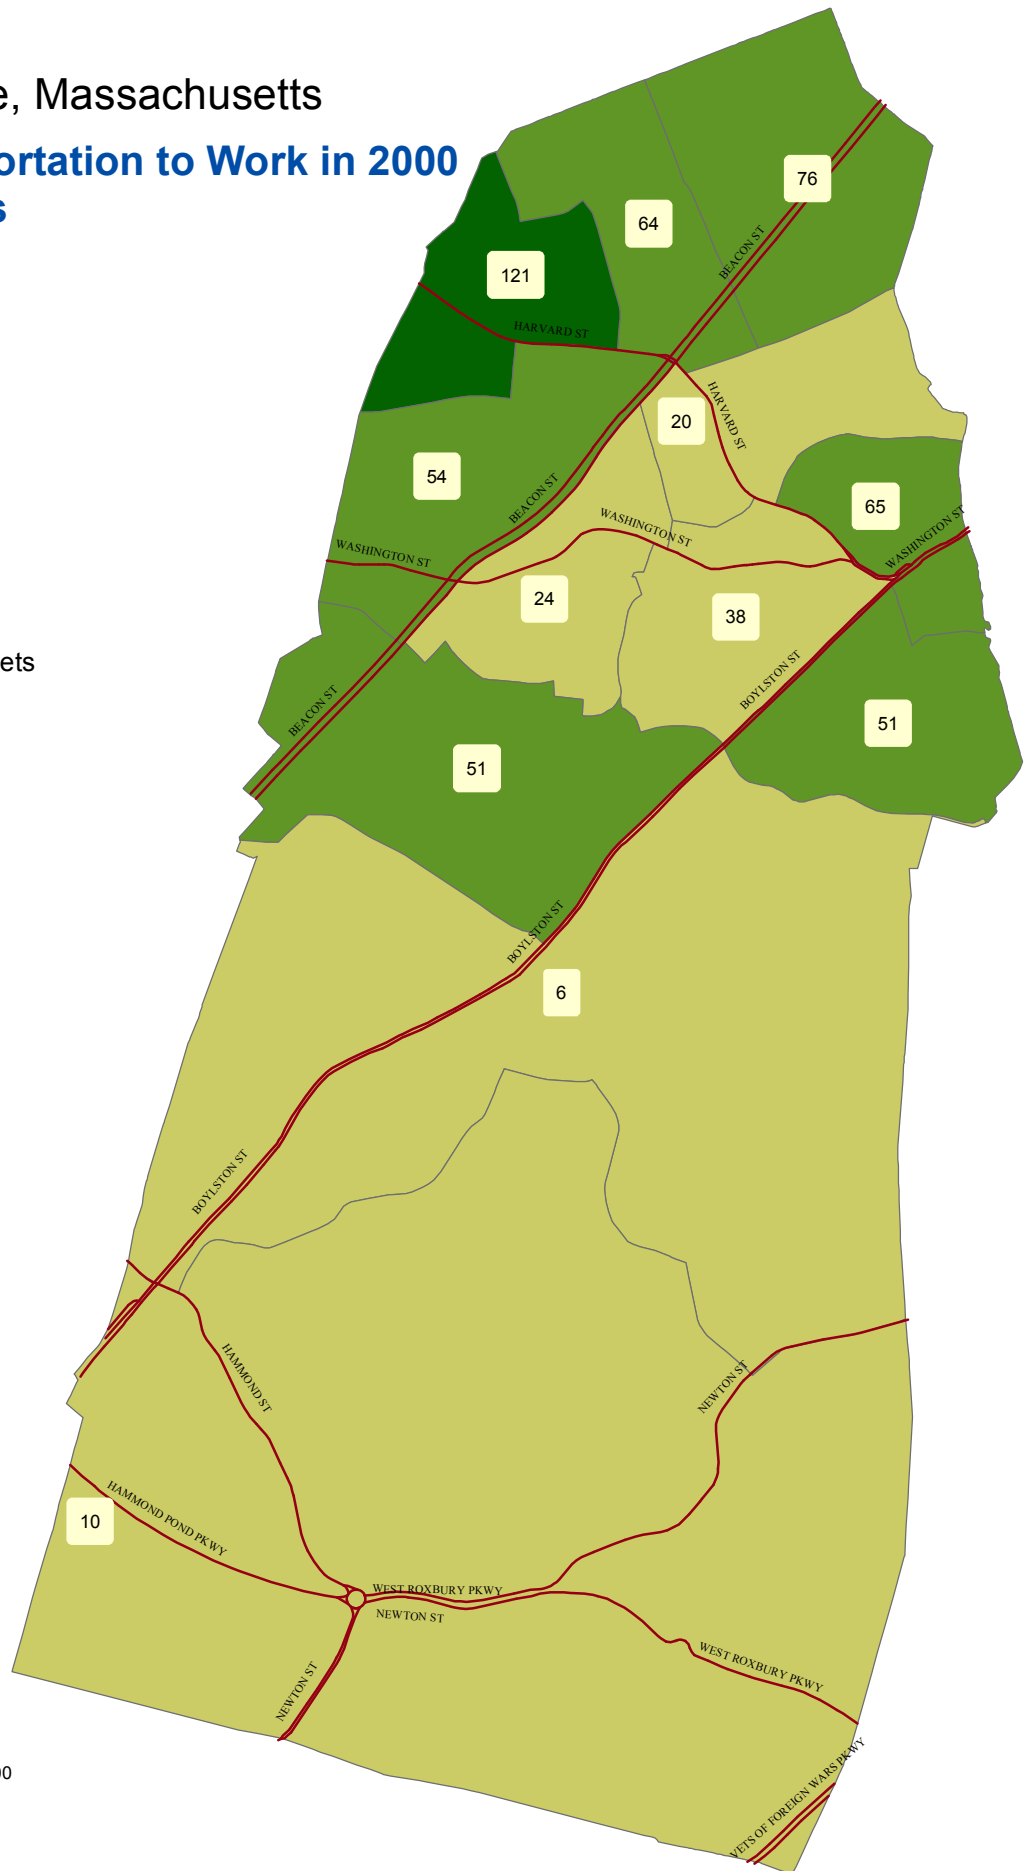 e, Massachusetts
ortation to Work in 2000
s
76
64
BEACON ST
121
HARVARD ST
HARVARD ST
20
54
BEACON ST
65
WASHINGTON ST
WASHINGTON ST
WASHINGTON ST
24
38
ets
BOYLSTON ST
BEACON ST
51
51
BOYLSTON ST
6
BOYLSTON ST
HAMMOND ST
NEWTON ST
HAMMOND POND PKWY
10
WEST ROXBURY PKWY
NEWTON ST
WEST ROXBURY PKWY
NEWTON ST
00
VETS OF FOREIGN WARS PKWY